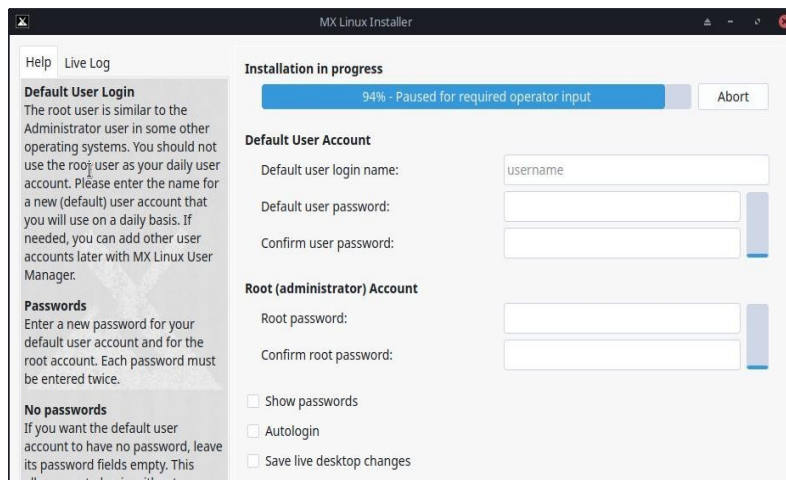 MX Linux Installer
Help
Live Log
Default User Login
The root user is similar to the
Administrator user in some other
operating systems. You should not
use the root user as your daily user
account. Please enter the name for
a new (default) user account that
you will use on a daily basis. If
needed, you can add other user
accounts later with MX Linux User
Manager.
Passwords
Enter a new password for your
default user account and for the
root account. Each password must
be entered twice.
No passwords
If you want the default user
account to have no password, leave
its password fields empty. This
Installation in progress
94% - Paused for required operator input
Abort
Default User Account
Default user login name:
username
Default user password:
Confirm user password:
Root (administrator) Account
Root password:
Confirm root password:
Show passwords
Autologin
Save live desktop changes